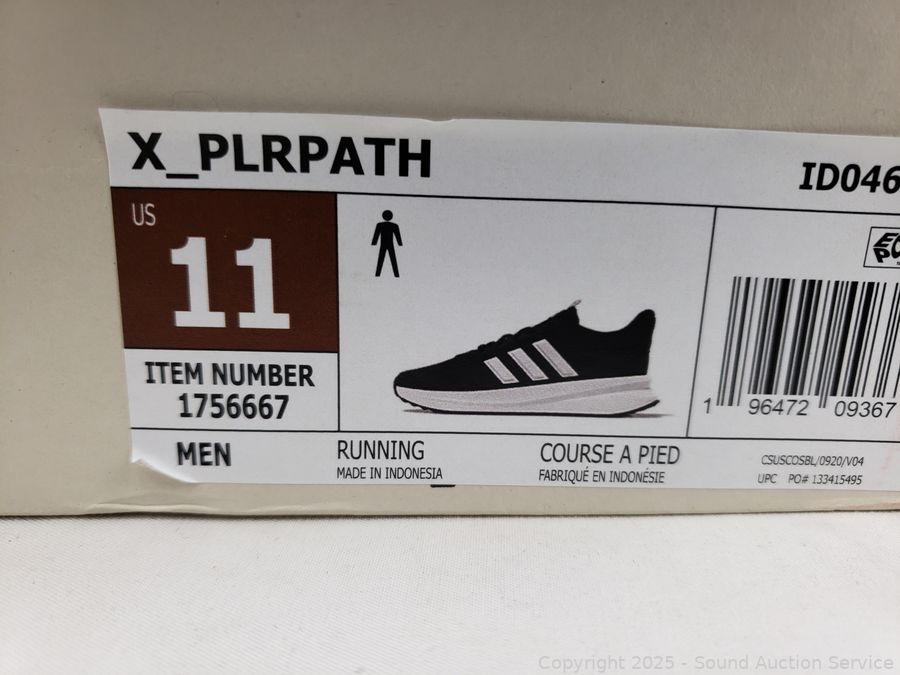 X_PLRPATH
ID046
US
11
ITEM NUMBER
1756667
1 96472 09367
MEN
RUNNING
MADE IN INDONESIA
COURSE A PIED
FABRIQUÉ EN INDONÉSIE
CSUSCOSBL/0920/V04
UPC PO# 133415495
Copyright 2025 - Sound Auction Service